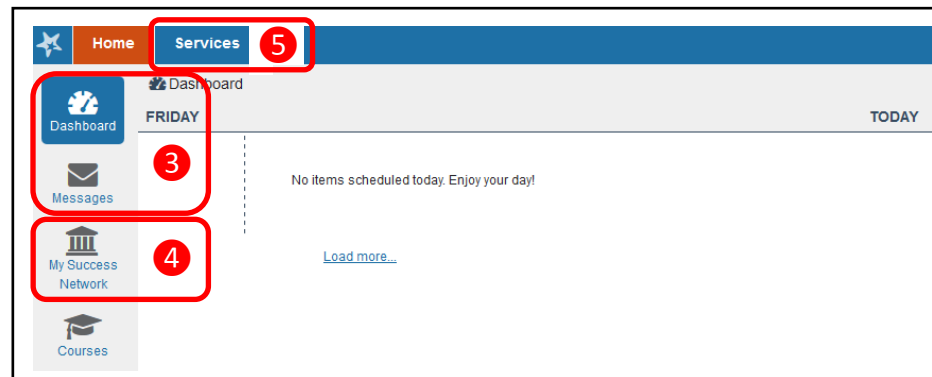 Home Services 5
Dashboard
FRIDAY TODAY
Dashboard
3
No items scheduled today. Enjoy your day!
Messages
My Success
Network
4
Load more...
Courses